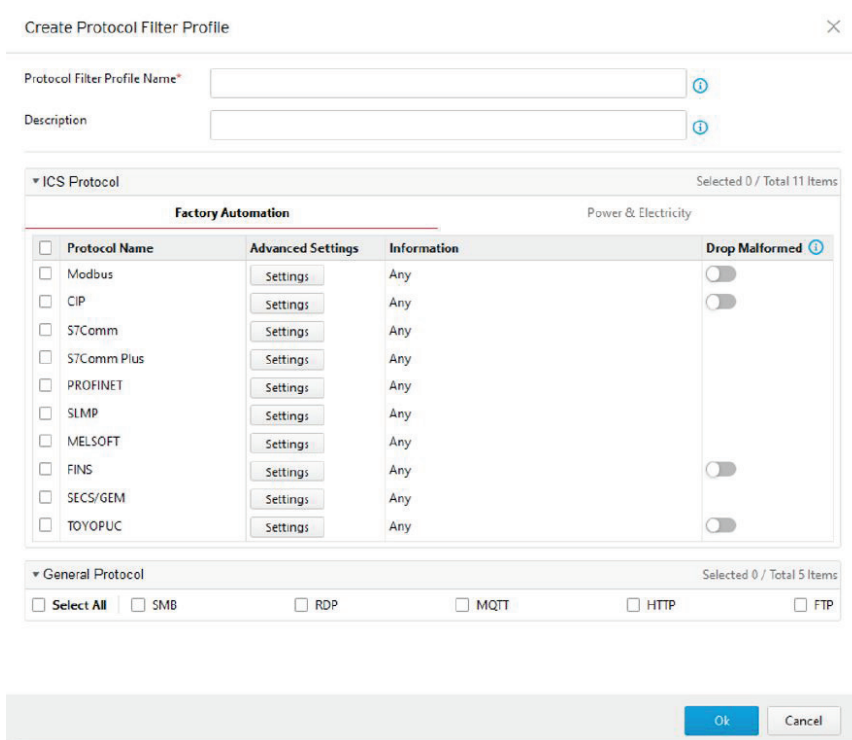 Create Protocol Filter Profile
Protocol Filter Profile Name*
Description
ICS Protocol Selected 0 / Total 11 Items
Factory Automation Power & Electricity
Protocol Name Advanced Settings Information Drop Malformed
Modbus Settings Any
CIP Settings Any
S7Comm Settings Any
S7Comm Plus Settings Any
PROFINET Settings Any
SLMP Settings Any
MELSOFT Settings Any
FINS Settings Any
SECS/GEM Settings Any
TOYOPUC Settings Any
General Protocol Selected 0 / Total 5 Items
Select All SMB RDP MQTT HTTP FTP
Ok Cancel